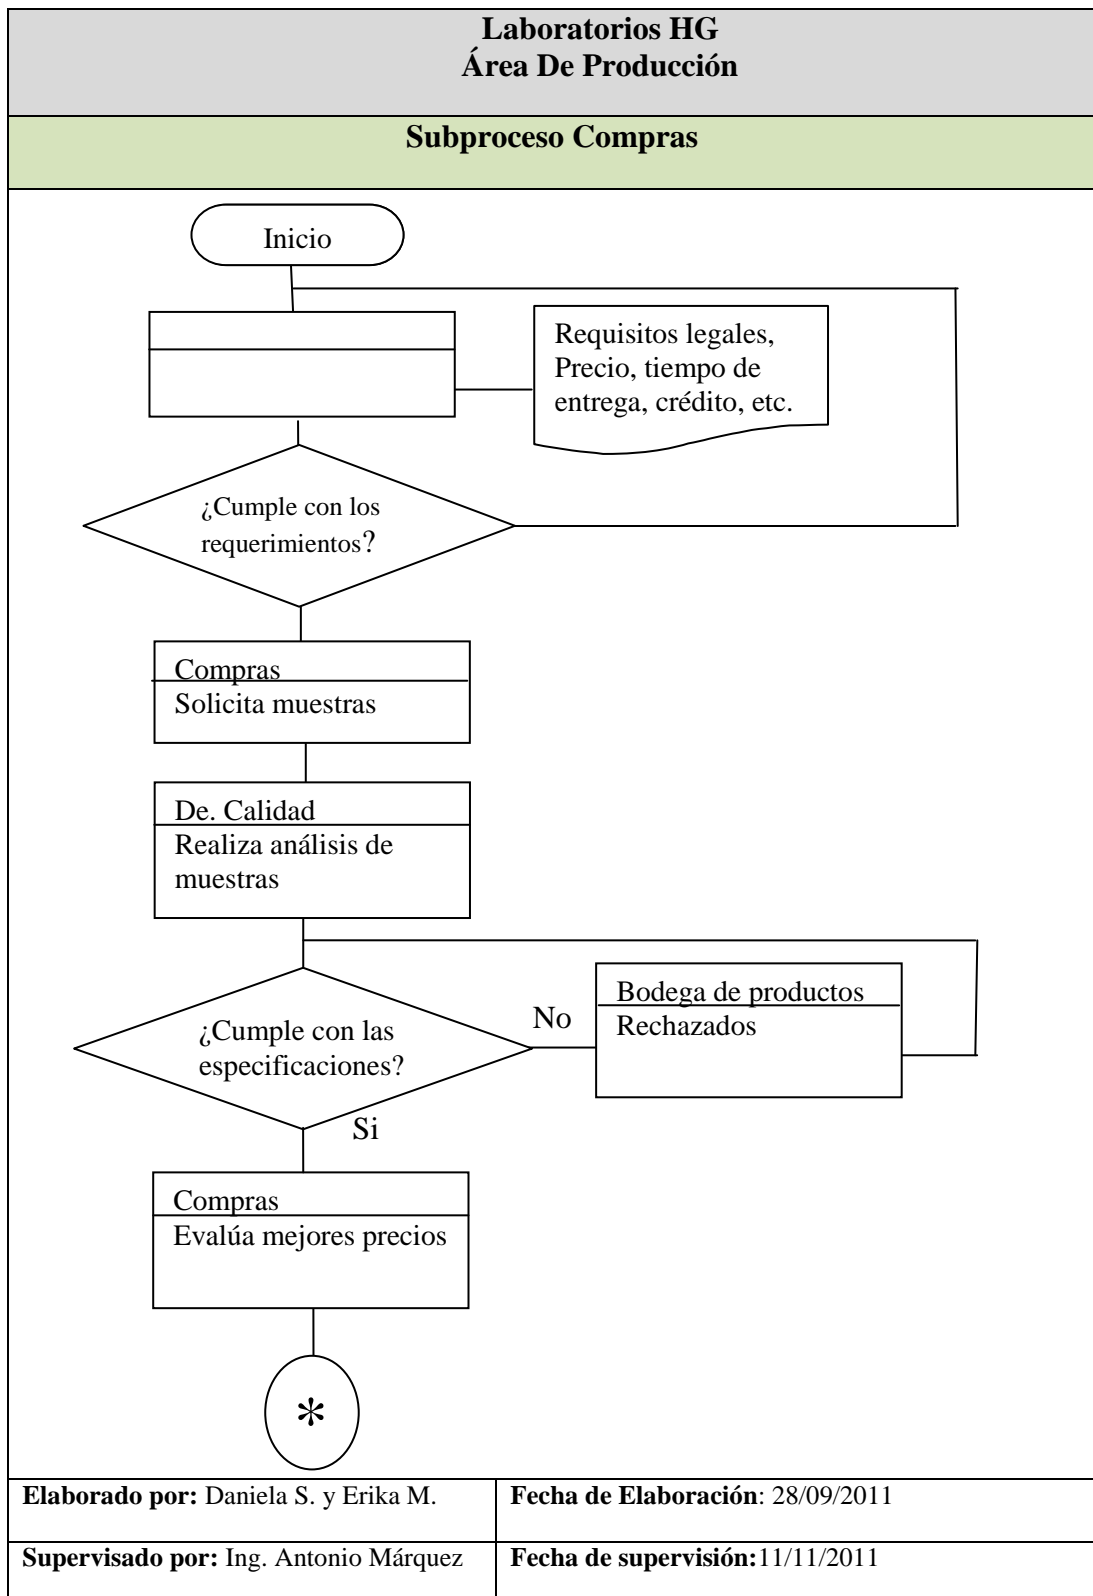 Laboratorios HG
Área De Producción
Subproceso Compras
Inicio
Requisitos legales,
Precio, tiempo de
entrega, crédito, etc.
¿Cumple con los
requerimientos?
Compras
Solicita muestras
De. Calidad
Realiza análisis de
muestras
¿Cumple con las
especificaciones?
No
Bodega de productos
Rechazados
Si
Compras
Evalúa mejores precios
*
Elaborado por: Daniela S. y Erika M.
Fecha de Elaboración: 28/09/2011
Supervisado por: Ing. Antonio Márquez
Fecha de supervisión:11/11/2011